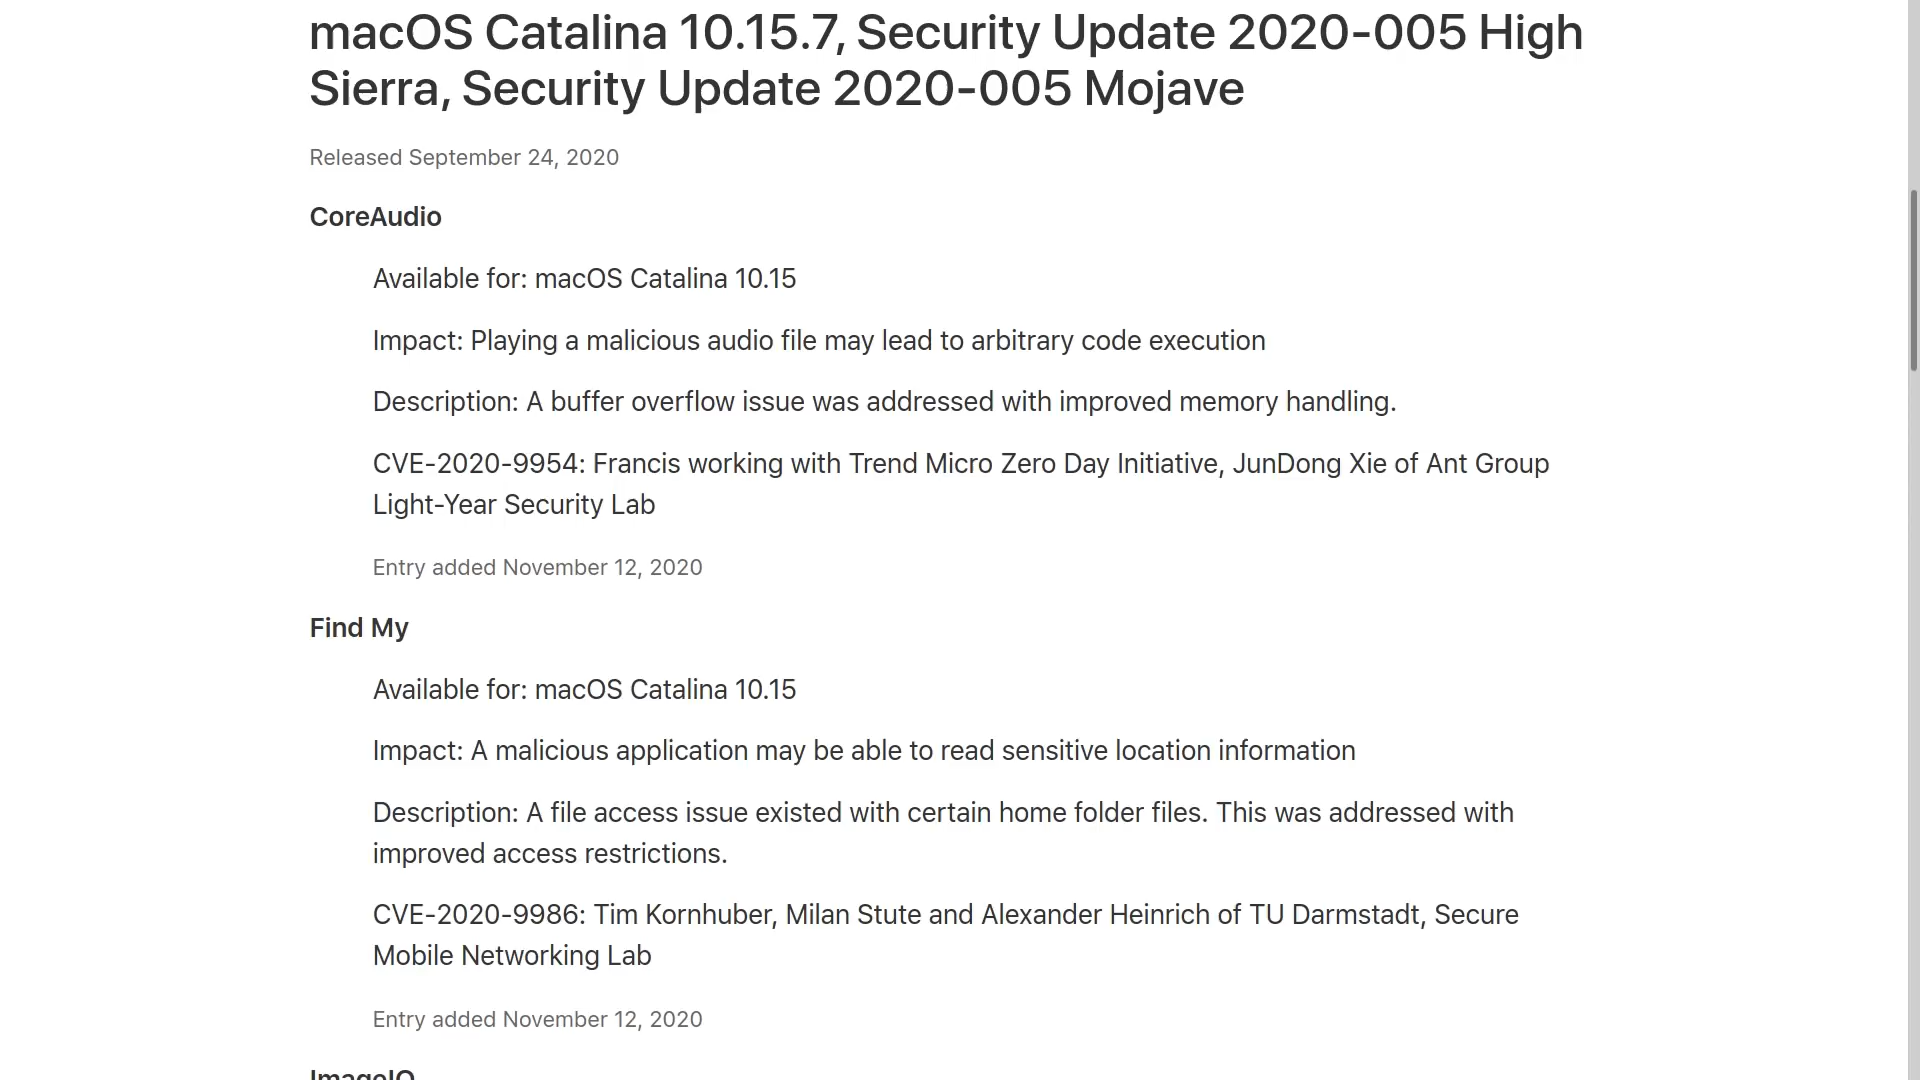 macOS Catalina 10.15.7, Security Update 2020-005 High
Sierra, Security Update 2020-005 Mojave
Released September 24, 2020
CoreAudio
Available for: macOS Catalina 10.15
Impact: Playing a malicious audio file may lead to arbitrary code execution
Description: A buffer overflow issue was addressed with improved memory handling.
CVE-2020-9954: Francis working with Trend Micro Zero Day Initiative, JunDong Xie of Ant Group
Light-Year Security Lab
Entry added November 12, 2020
Find My
Available for: macOS Catalina 10.15
Impact: A malicious application may be able to read sensitive location information
Description: A file access issue existed with certain home folder files. This was addressed with
improved access restrictions.
CVE-2020-9986: Tim Kornhuber, Milan Stute and Alexander Heinrich of TU Darmstadt, Secure
Mobile Networking Lab
Entry added November 12, 2020
ImageIO